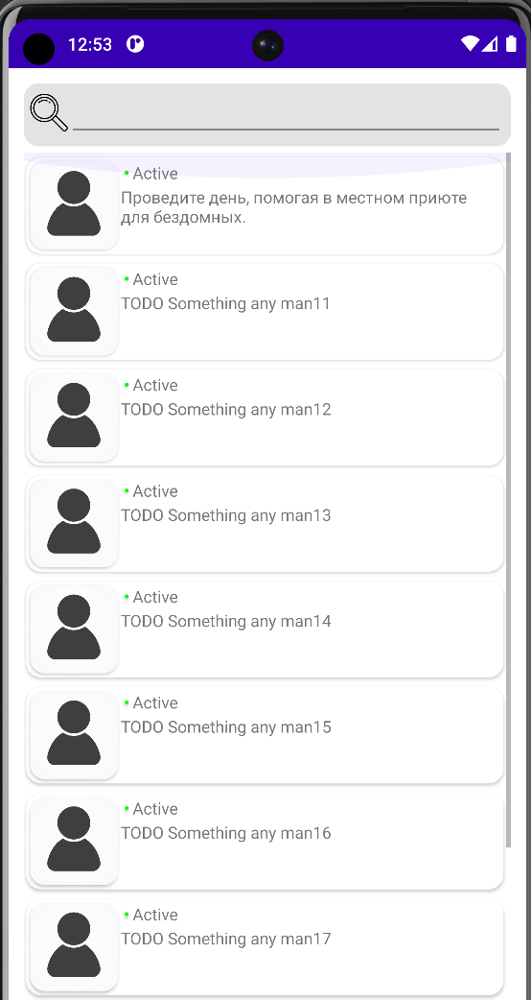 12:53
Active
Проведите день, помогая в местном приюте
для бездомных.
Active
TODO Something any man11
Active
TODO Something any man12
Active
TODO Something any man13
Active
TODO Something any man14
Active
TODO Something any man15
Active
TODO Something any man16
Active
TODO Something any man17